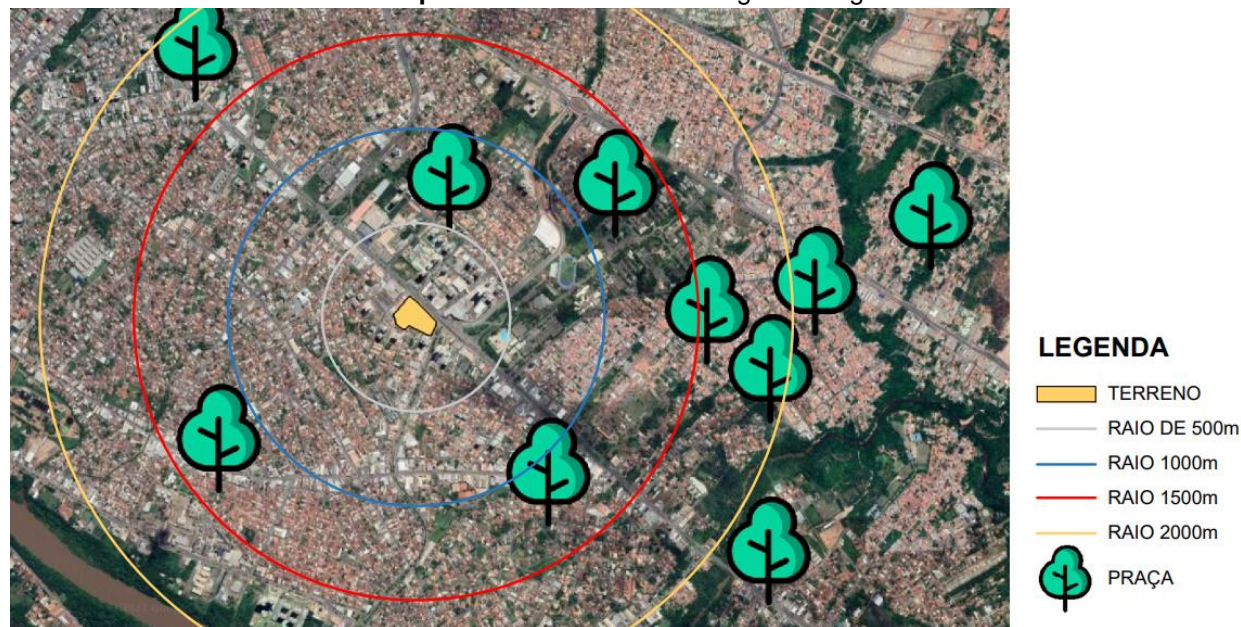 LEGENDA
TERRENO
RAIO DE 500m
RAIO 1000m
RAIO 1500m
RAIO 2000m
PRAÇA